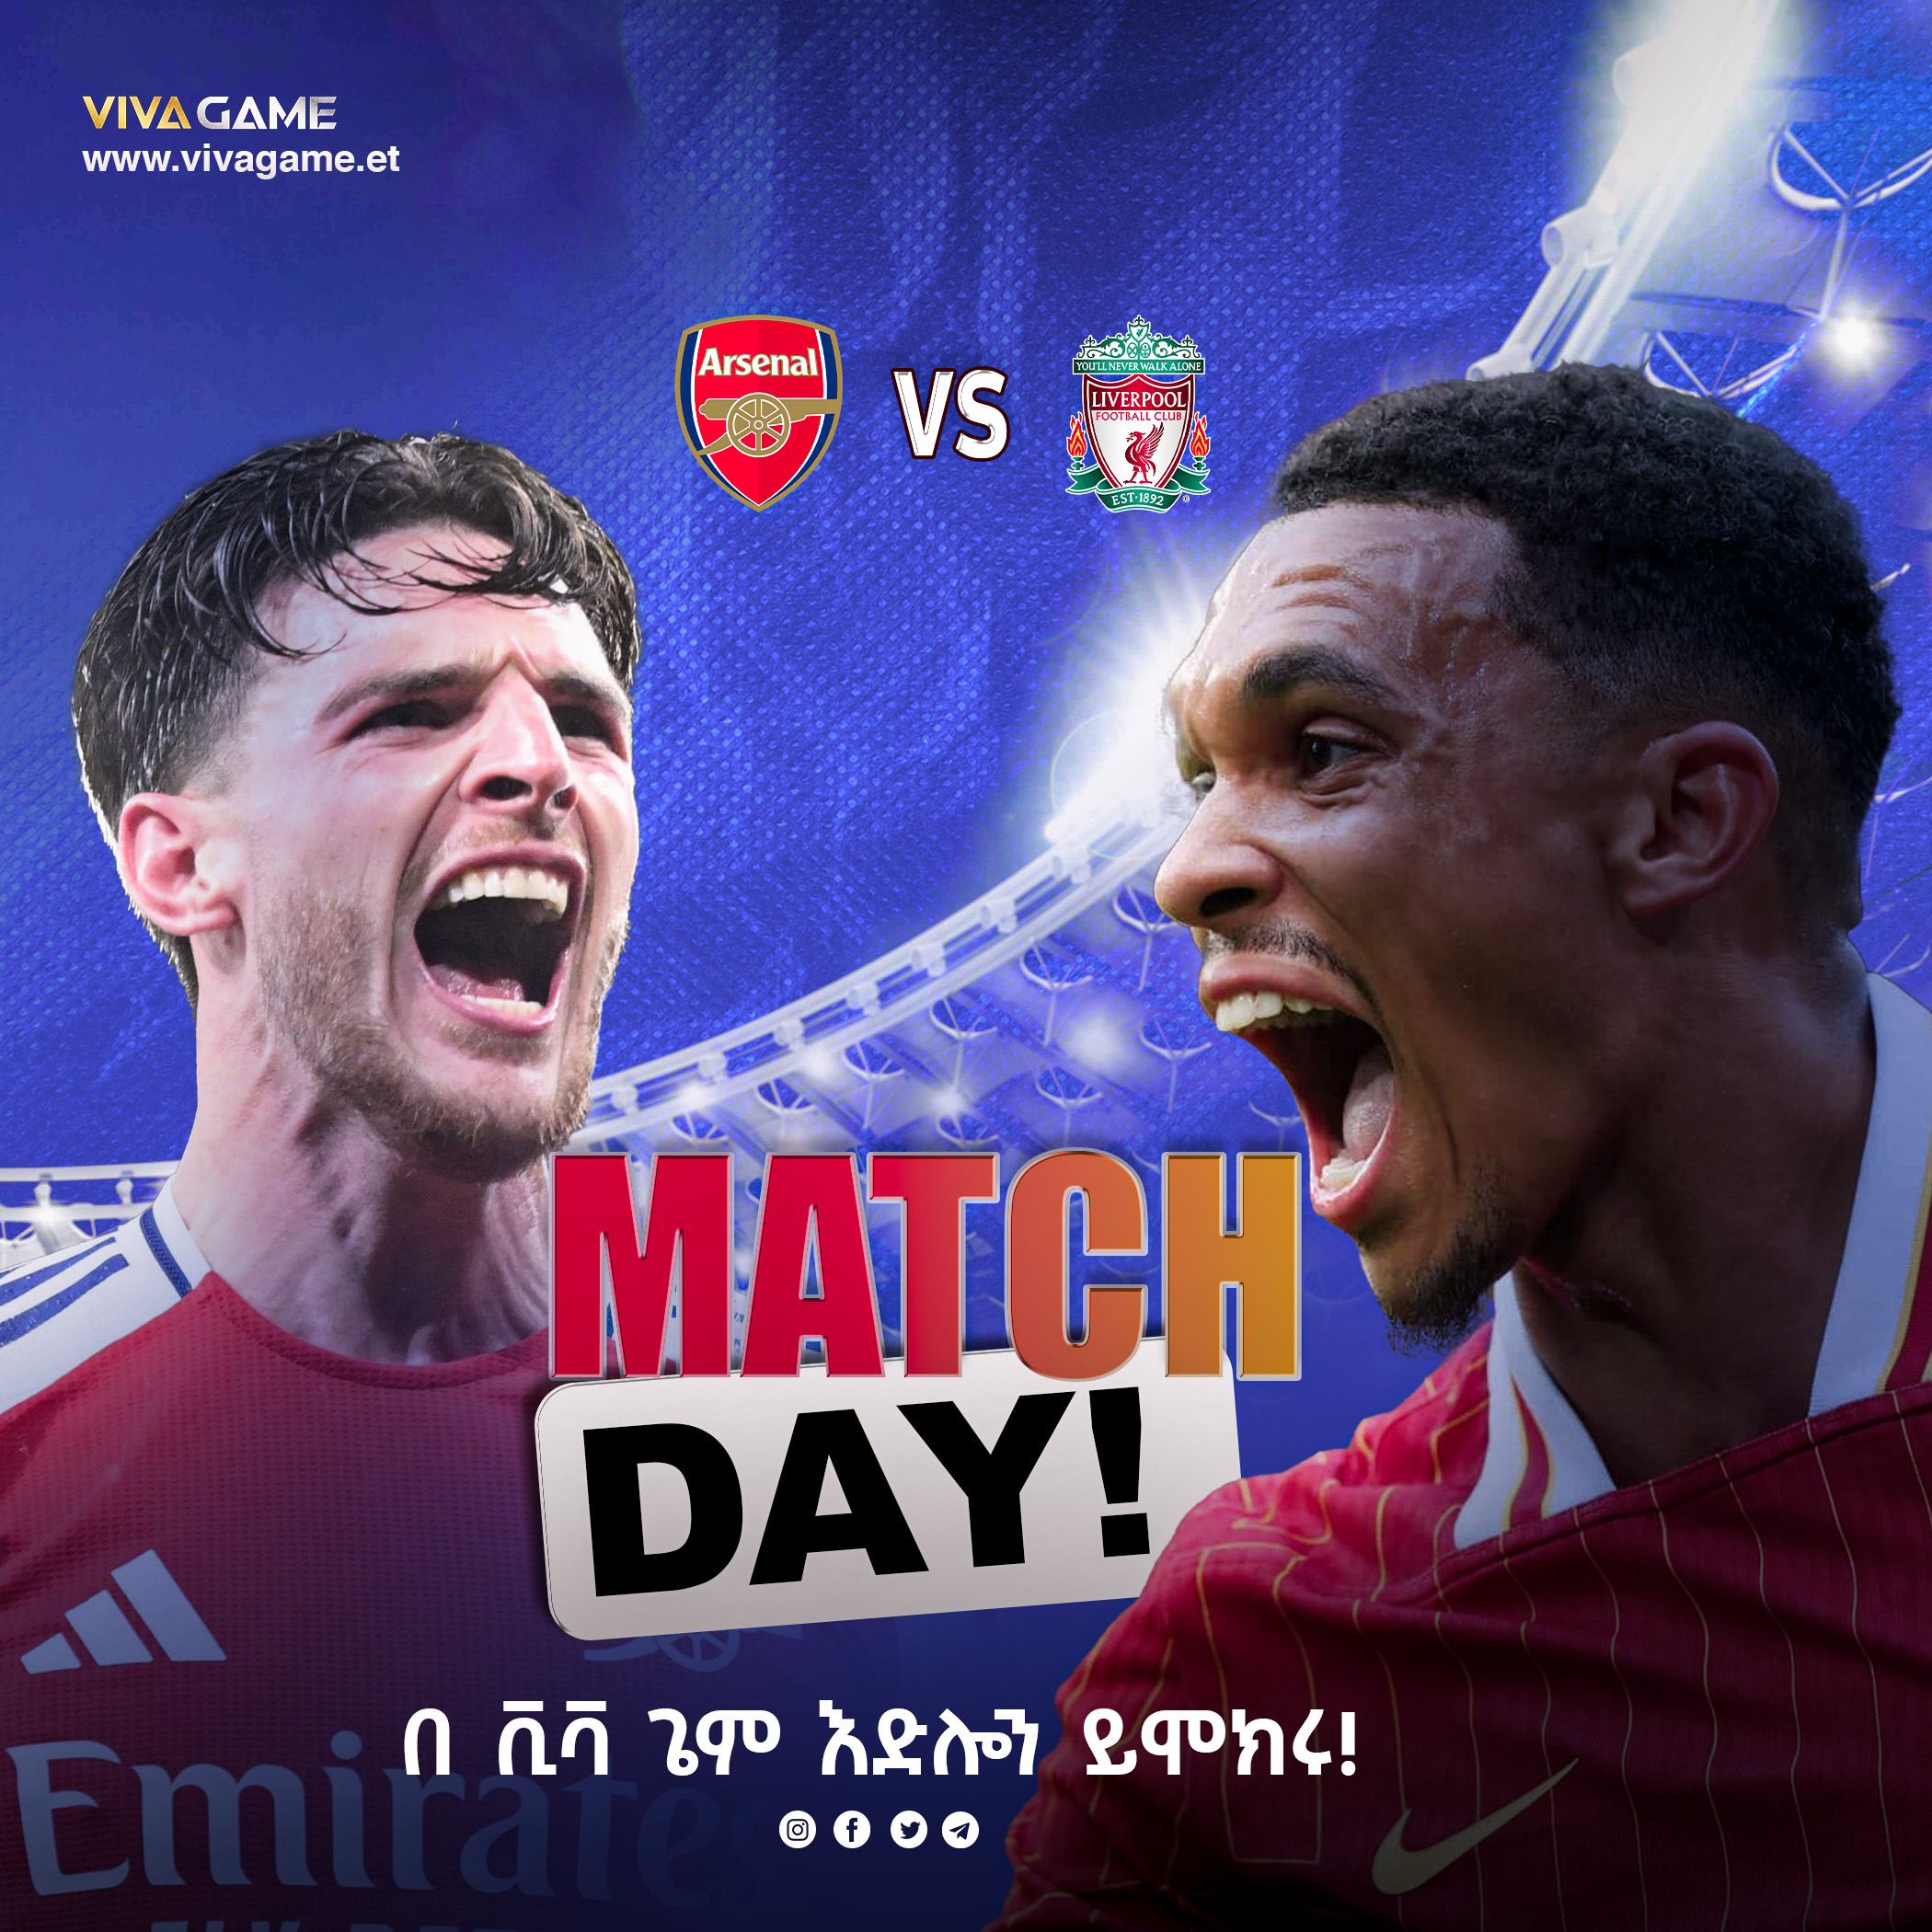 VIVA GAME
www.vivagame.et
Arsenal
VS
YOU'LL NEVER WALK ALONE
LIVERPOOL
FOOTBALL CLUB
EST·1892
MATCH
DAY!
በ ቪቫ ጌም እድሎን ይሞክሩ!
Emirates